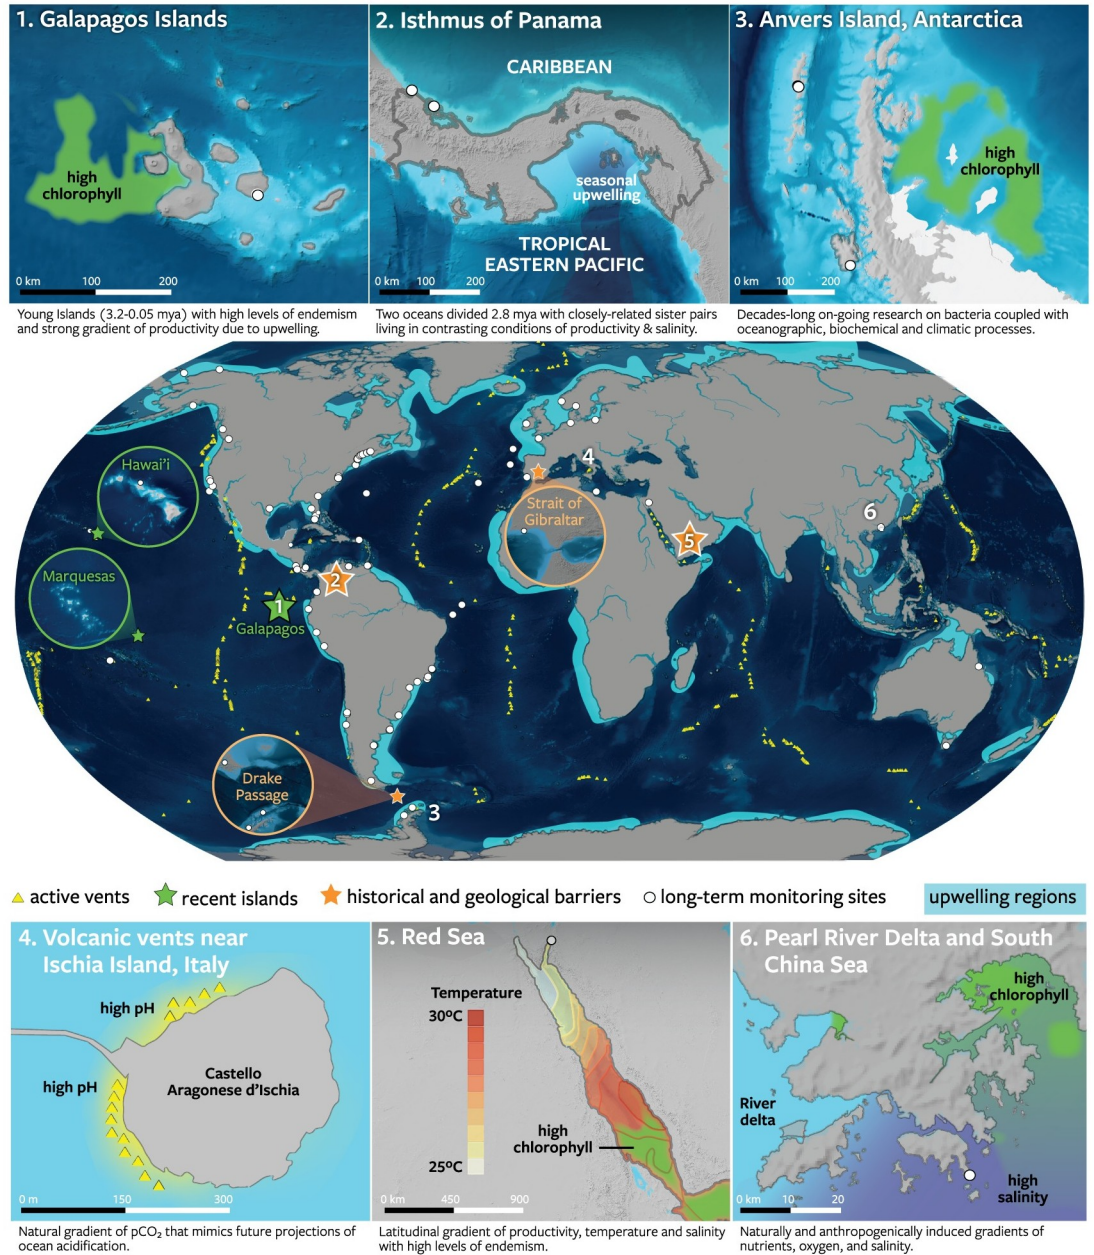 1. Galapagos Islands
high
chlorophyll
0 km
100
200
Young Islands (3.2-0.05 mya) with high levels of endemism
and strong gradient of productivity due to upwelling.
2. Isthmus of Panama
CARIBBEAN
seasonal
upwelling
TROPICAL
EASTERN PACIFIC
0 km
100
200
Two oceans divided 2.8 mya with closely-related sister pairs
living in contrasting conditions of productivity & salinity.
3. Anvers Island, Antarctica
high
chlorophyll
0 km
100
200
Decades-long on-going research on bacteria coupled with
oceanographic, biochemical and climatic processes.
Hawai'i
Marquesas
1
Galapagos
2
Strait of
Gibraltar
4
5
6
Drake
Passage
3
active vents
recent islands
historical and geological barriers
long-term monitoring sites
upwelling regions
4. Volcanic vents near
Ischia Island, Italy
high pH
high pH
Castello
Aragonese d'Ischia
0 m
150
300
Natural gradient of pCO₂ that mimics future projections of
ocean acidification.
5. Red Sea
Temperature
30ºC
25ºC
high
chlorophyll
0 km
450
900
Latitudinal gradient of productivity, temperature and salinity
with high levels of endemism.
6. Pearl River Delta and South
China Sea
high
chlorophyll
River
delta
high
salinity
0 km
10
20
Naturally and anthropogenically induced gradients of
nutrients, oxygen, and salinity.